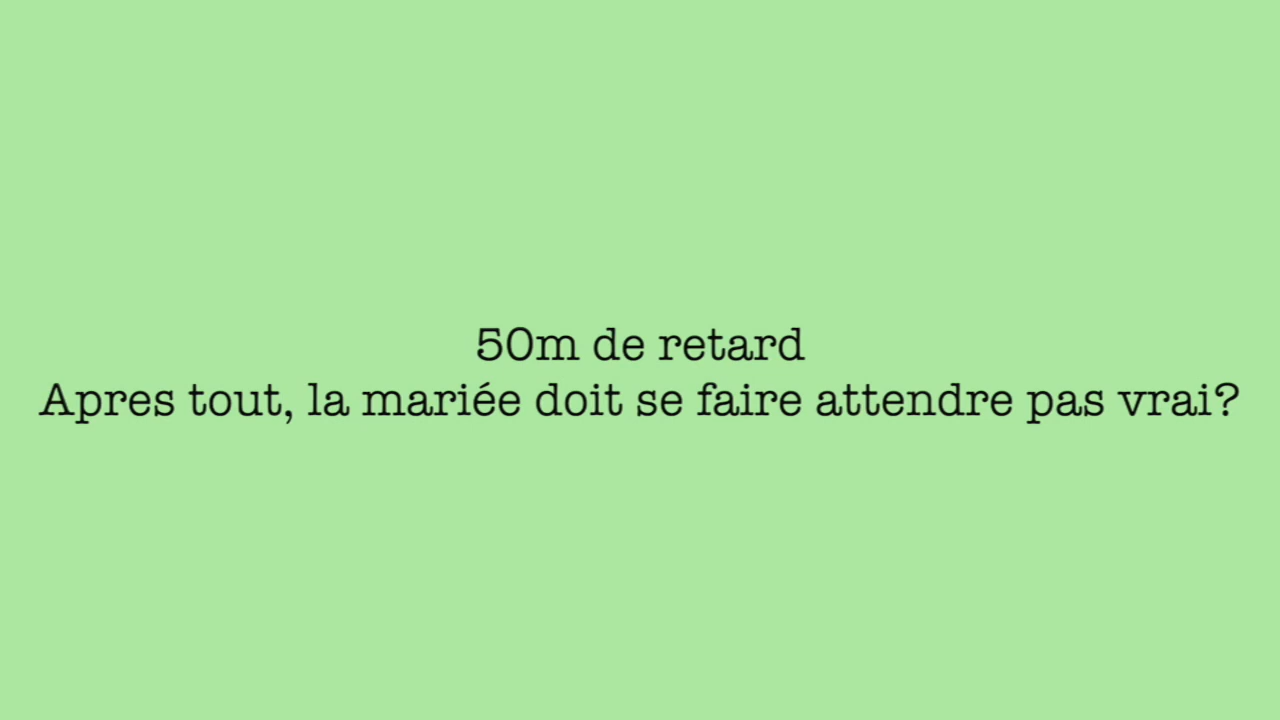 50m de retard
Apres tout, la mariée doit se faire attendre pas vrai?